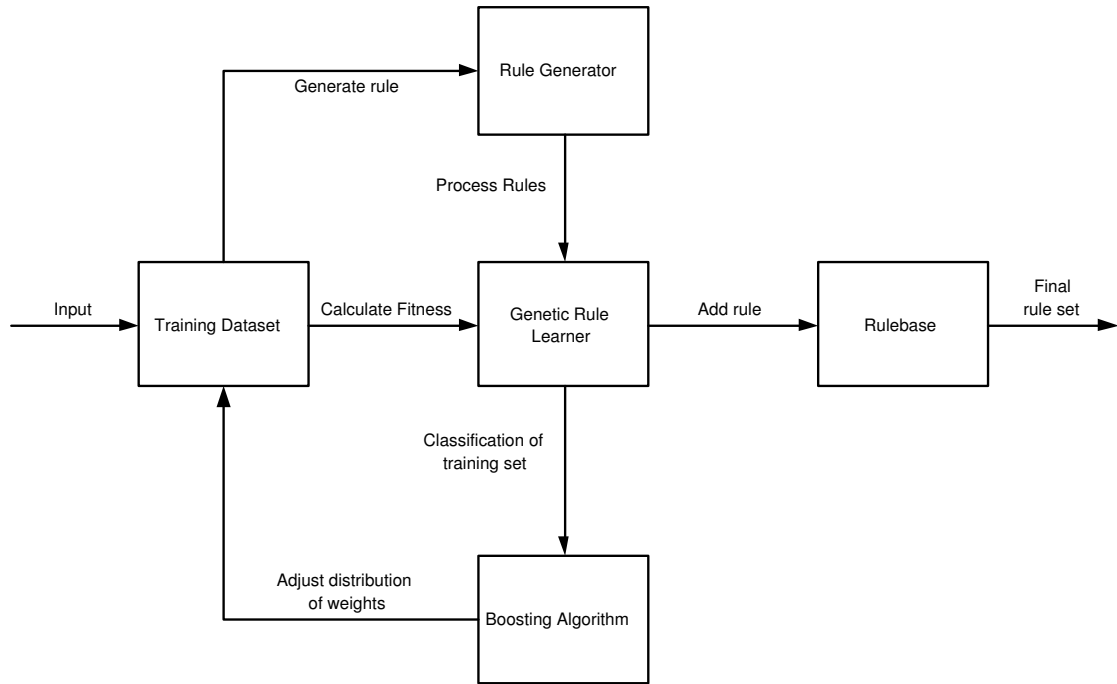 Rule Generator
Generate rule
Process Rules
Input
Training Dataset
Calculate Fitness
Genetic Rule
Learner
Add rule
Rulebase
Final
rule set
Classification of
training set
Adjust distribution
of weights
Boosting Algorithm